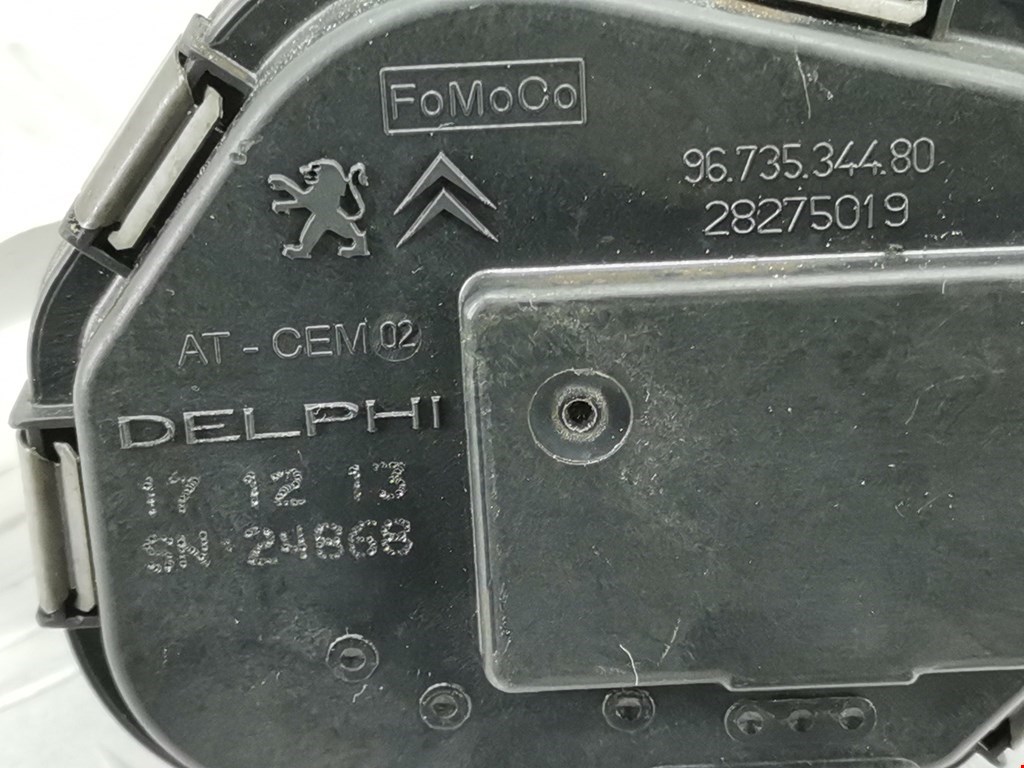 FoMoCo
96.735.344.80
28275019
AT - CEM 02
DELPHI
17 12 13
SN 24868